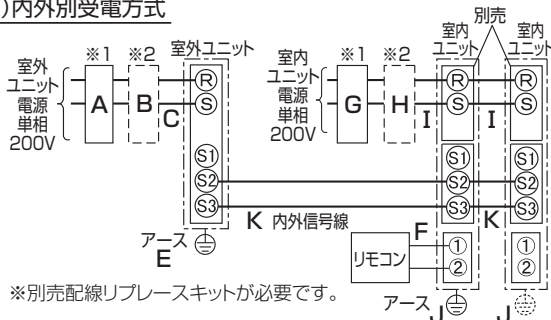 )内外別受電方式
別売
※1 ※2 室外ユニット
室外
ユニット
電源
単相
200V
A
B
C
R
S
S1
S2
S3
アース
E
室内
ユニット
電源
単相
200V
※1 ※2
G
H
I
I
室内
ユニット
室内
ユニット
R
S
S1
S2
S3
①
②
R
S
S1
S2
S3
①
②
K 内外信号線
K
F
リモコン
アース
J
J
※別売配線リプレースキットが必要です。